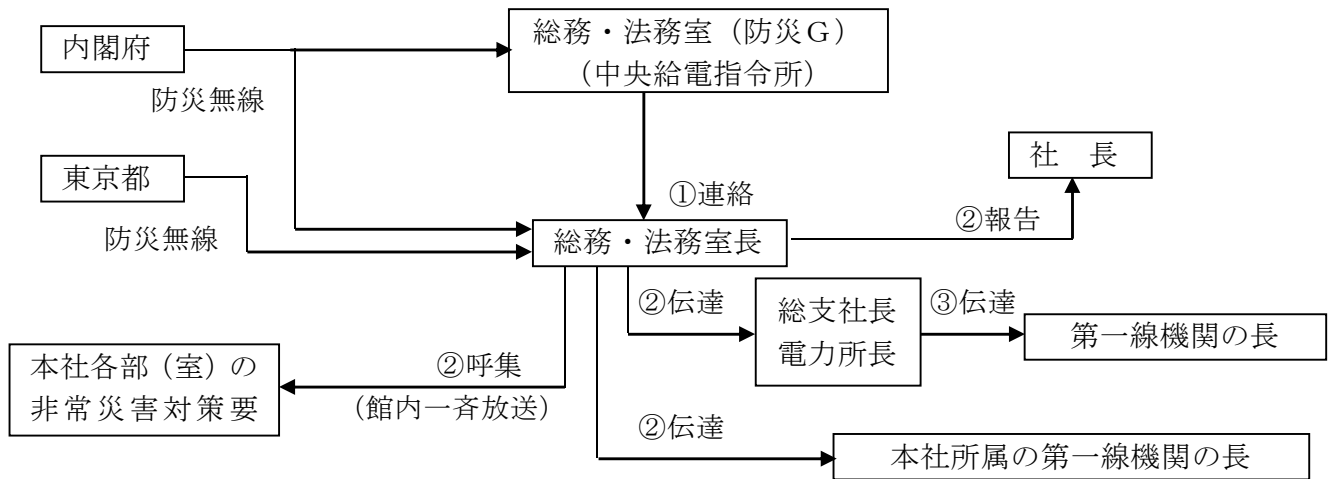 内閣府
総務・法務室（防災G）
（中央給電指令所）
防災無線
社　長
東京都
①連絡
②報告
防災無線
総務・法務室長
②伝達
総支社長
電力所長
③伝達
第一線機関の長
本社各部（室）の
非常災害対策要
②呼集
（館内一斉放送）
②伝達
本社所属の第一線機関の長